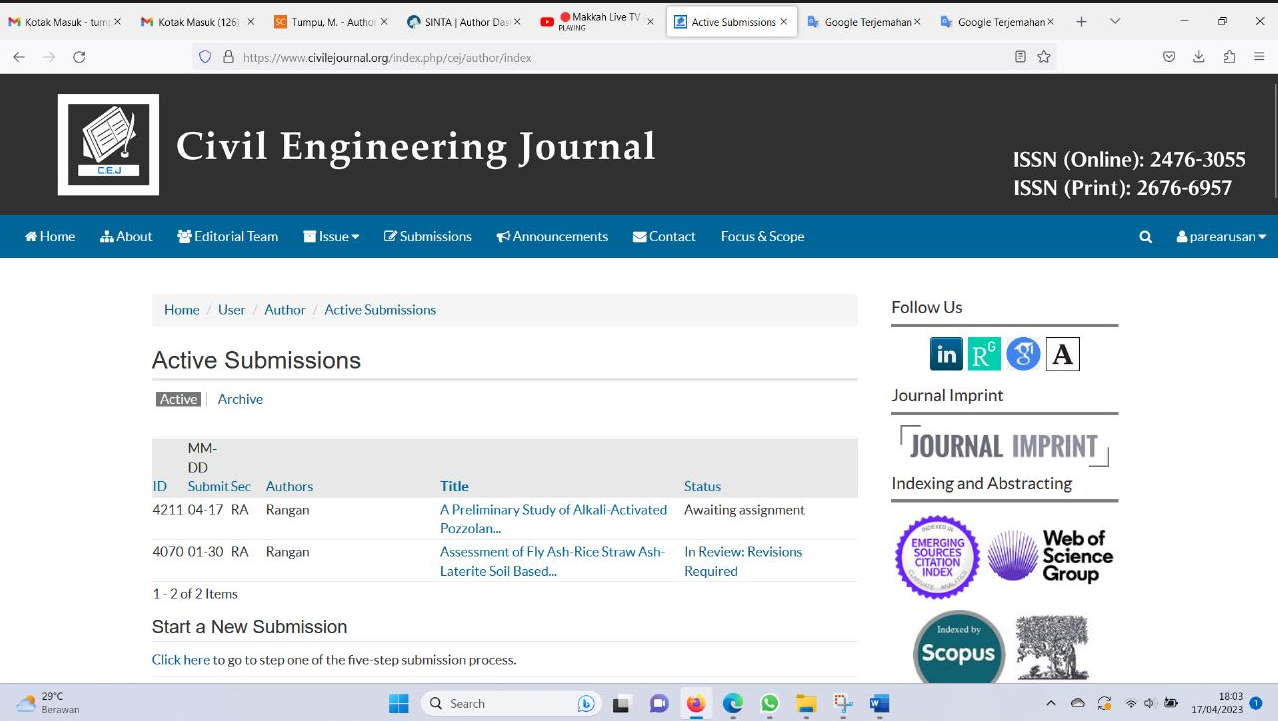 Kotak Masuk - tump
Kotak Masuk (126)
SC Tumpu, M. - Author
SINTA | Author Das
Makkah Live TV
PLAYING
Active Submissions
Google Terjemahan
Google Terjemahan
https://www.civilejournal.org/index.php/cej/author/index
C.E.J
Civil Engineering Journal
ISSN (Online): 2476-3055
ISSN (Print): 2676-6957
Home About Editorial Team Issue Submissions Announcements Contact Focus & Scope parearusan
Home / User / Author / Active Submissions
Active Submissions
Active Archive
MM-
DD
ID Submit Sec Authors Title Status
4211 04-17 RA Rangan A Preliminary Study of Alkali-Activated Awaiting assignment
Pozzolan...
4070 01-30 RA Rangan Assessment of Fly Ash-Rice Straw Ash- In Review: Revisions
Laterite Soil Based... Required
1 - 2 of 2 Items
Start a New Submission
Click here to go to step one of the five-step submission process.
Follow Us
in RG A
Journal Imprint
JOURNAL IMPRINT
Indexing and Abstracting
INDEXED IN
EMERGING
SOURCES
CITATION
INDEX
CLARIVATE ANALYTICS
Web of
Science
Group
Indexed by
Scopus
29°C
Berawan
Search
18:03
17/04/2023
1